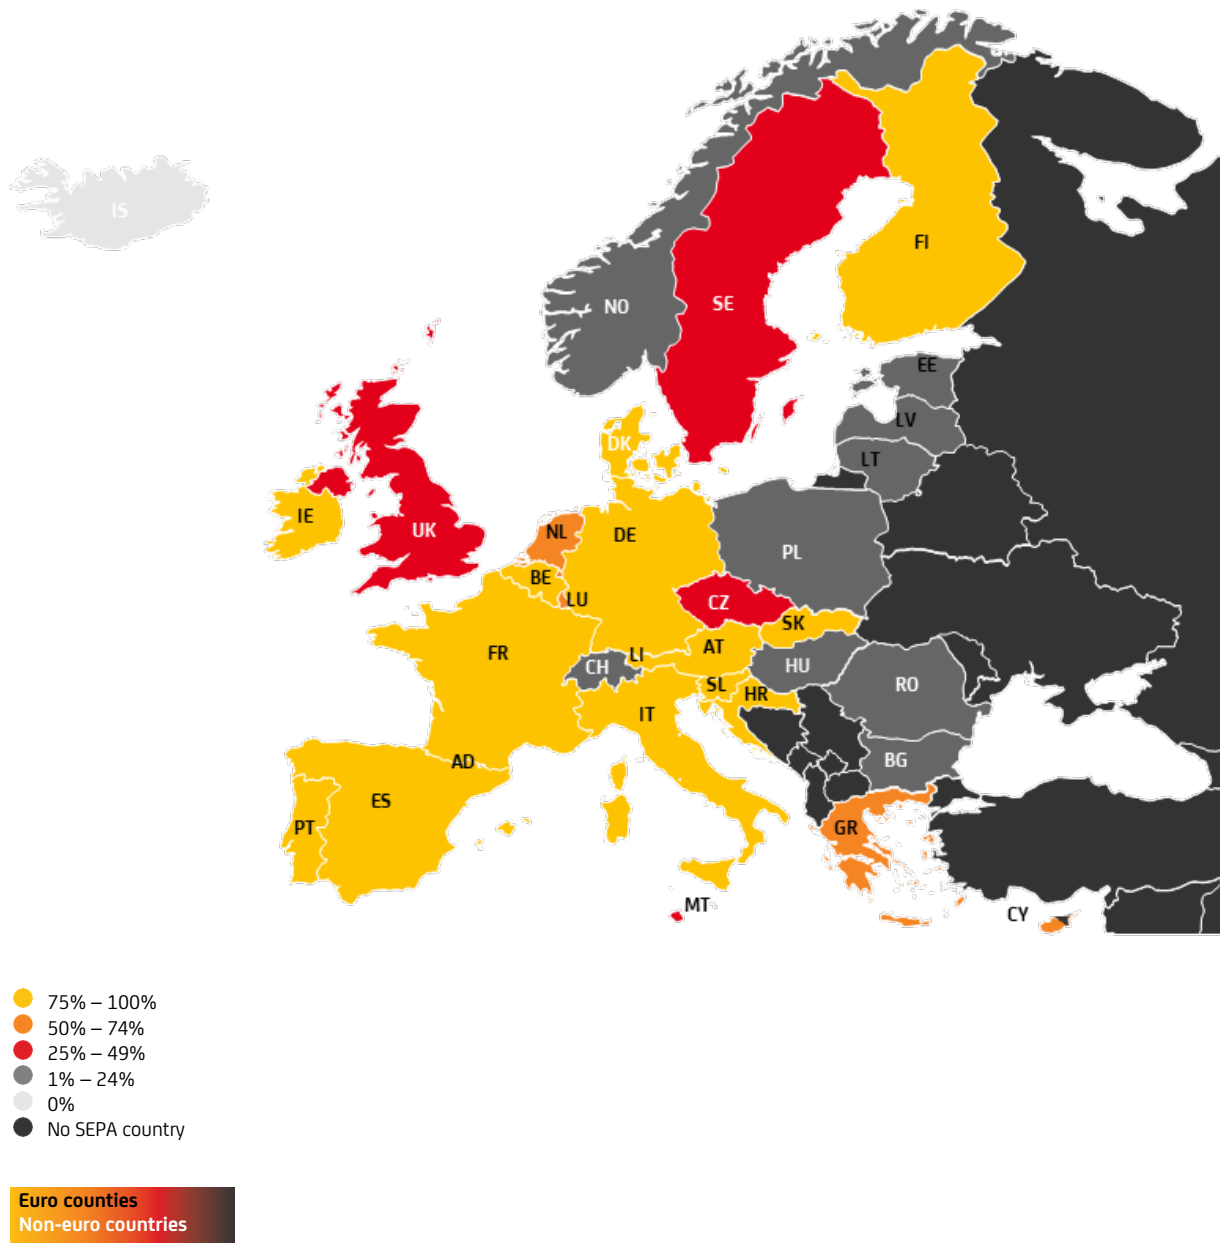 IS
FI
NO
SE
EE
LV
DK
LT
IE
UK
NL
DE
PL
BE
LU
CZ
SK
FR
LI
AT
CH
HU
SL
RO
HR
IT
AD
BG
ES
PT
GR
MT
CY
75% – 100%
50% – 74%
25% – 49%
1% – 24%
0%
No SEPA country
Euro counties
Non-euro countries